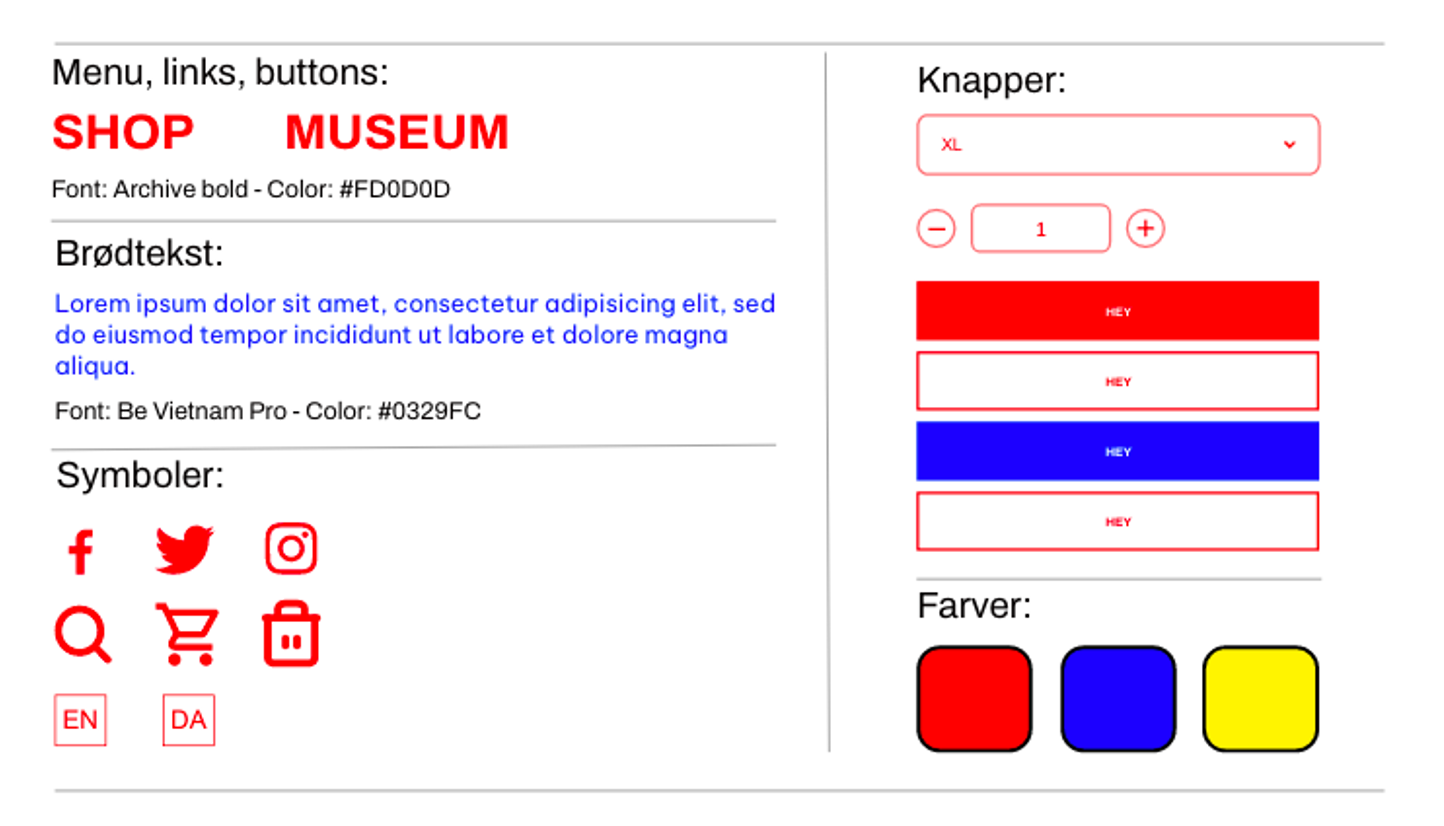 Menu, links, buttons:
SHOP MUSEUM
Font: Archive bold - Color: #FD0D0D
Brødtekst:
Lorem ipsum dolor sit amet, consectetur adipisicing elit, sed
do eiusmod tempor incididunt ut labore et dolore magna
aliqua.
Font: Be Vietnam Pro - Color: #0329FC
Symboler:
EN DA
Knapper:
XL
1
HEY
HEY
HEY
HEY
Farver: